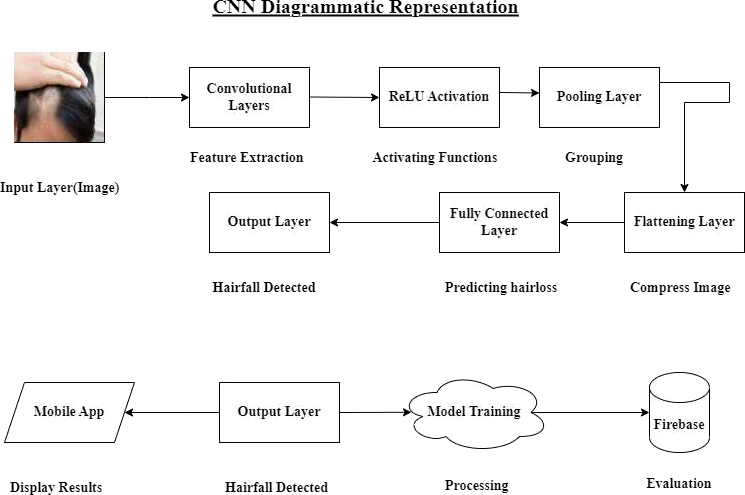 CNN Diagrammatic Representation
Convolutional
Layers
ReLU Activation
Pooling Layer
Feature Extraction
Activating Functions
Grouping
Input Layer(Image)
Output Layer
Fully Connected
Layer
Flattening Layer
Hairfall Detected
Predicting hairloss
Compress Image
Mobile App
Output Layer
Model Training
Firebase
Display Results
Hairfall Detected
Processing
Evaluation